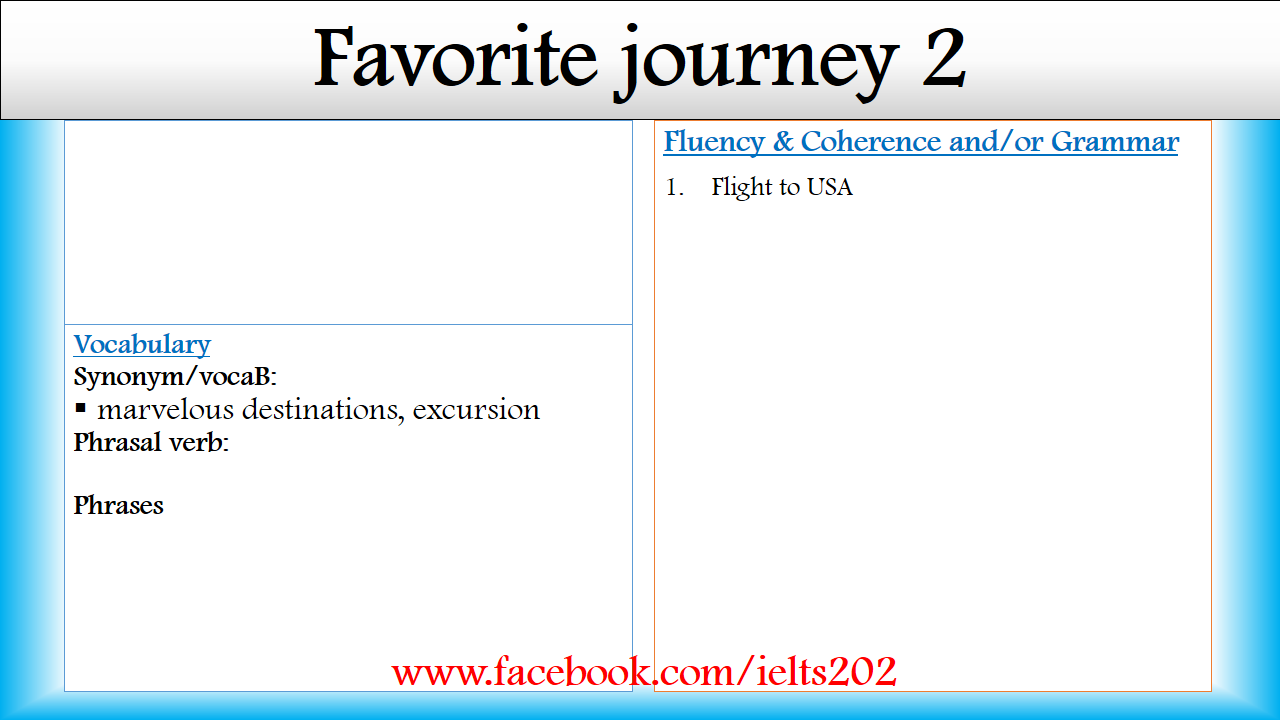 Favorite journey 2
Vocabulary
Synonym/vocaB:
▪ marvelous destinations, excursion
Phrasal verb:
Phrases
Fluency & Coherence and/or Grammar
1. Flight to USA
www.facebook.com/ielts202